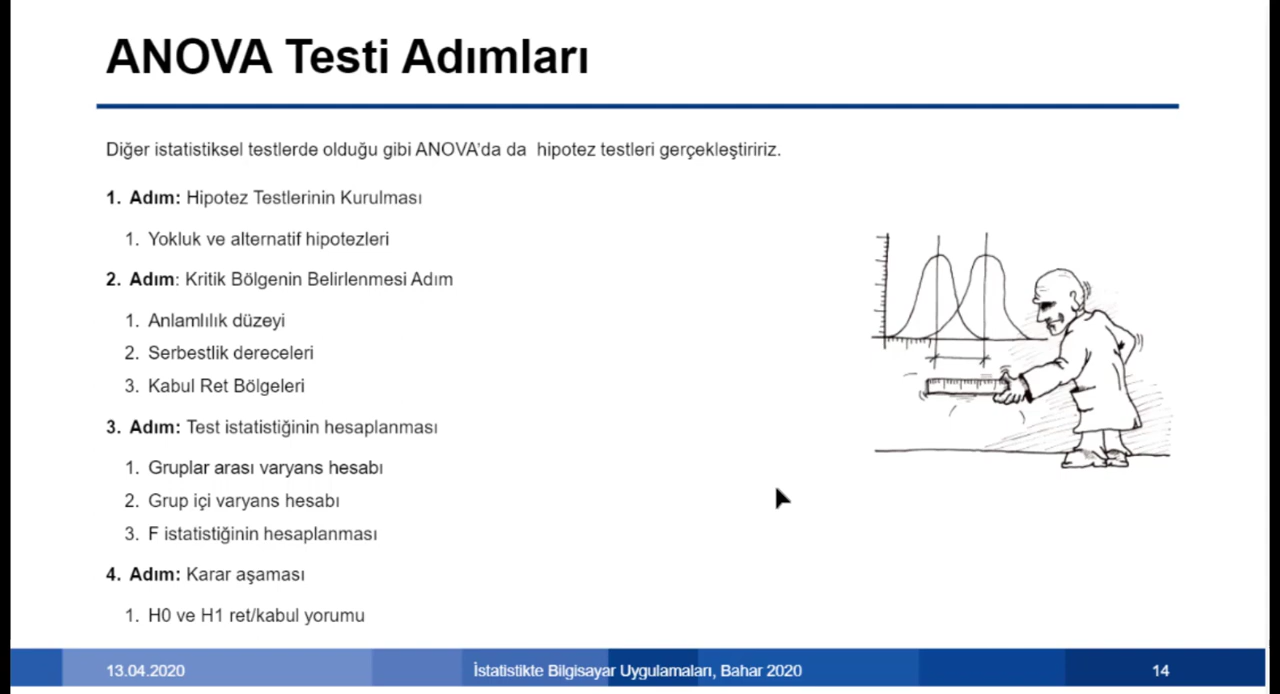 ANOVA Testi Adımları
Diğer istatistiksel testlerde olduğu gibi ANOVA'da da hipotez testleri gerçekleştiririz.
1. Adım: Hipotez Testlerinin Kurulması
1. Yokluk ve alternatif hipotezleri
2. Adım: Kritik Bölgenin Belirlenmesi Adım
1. Anlamlılık düzeyi
2. Serbestlik dereceleri
3. Kabul Ret Bölgeleri
3. Adım: Test istatistiğinin hesaplanması
1. Gruplar arası varyans hesabı
2. Grup içi varyans hesabı
3. F istatistiğinin hesaplanması
4. Adım: Karar aşaması
1. H0 ve H1 ret/kabul yorumu
13.04.2020
İstatistikte Bilgisayar Uygulamaları, Bahar 2020
14